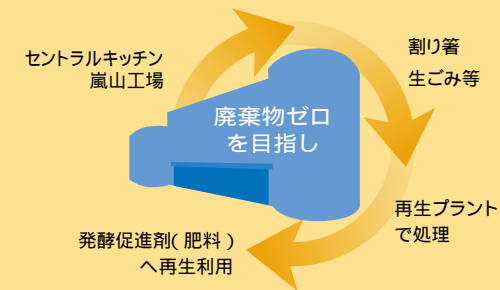 セントラルキッチン
嵐山工場
割り箸
生ごみ等
廃棄物ゼロ
を目指し
再生プラント
で処理
発酵促進剤(肥料)
へ再生利用